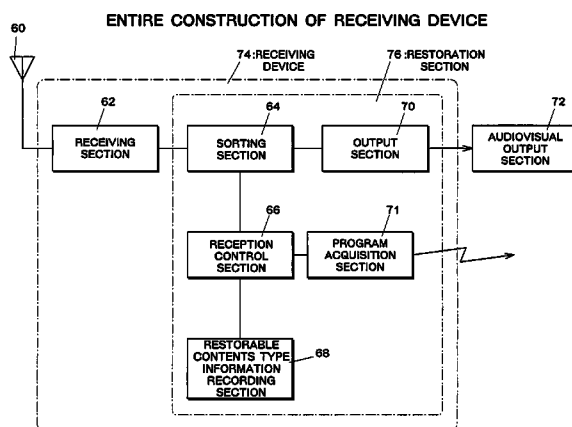 ENTIRE CONSTRUCTION OF RECEIVING DEVICE
60
74:RECEIVING
DEVICE
76:RESTORATION
SECTION
62
RECEIVING
SECTION
64
SORTING
SECTION
70
OUTPUT
SECTION
72
AUDIOVISUAL
OUTPUT
SECTION
66
RECEPTION
CONTROL
SECTION
71
PROGRAM
ACQUISITION
SECTION
RESTORABLE
CONTENTS TYPE
INFORMATION
RECORDING
SECTION
68